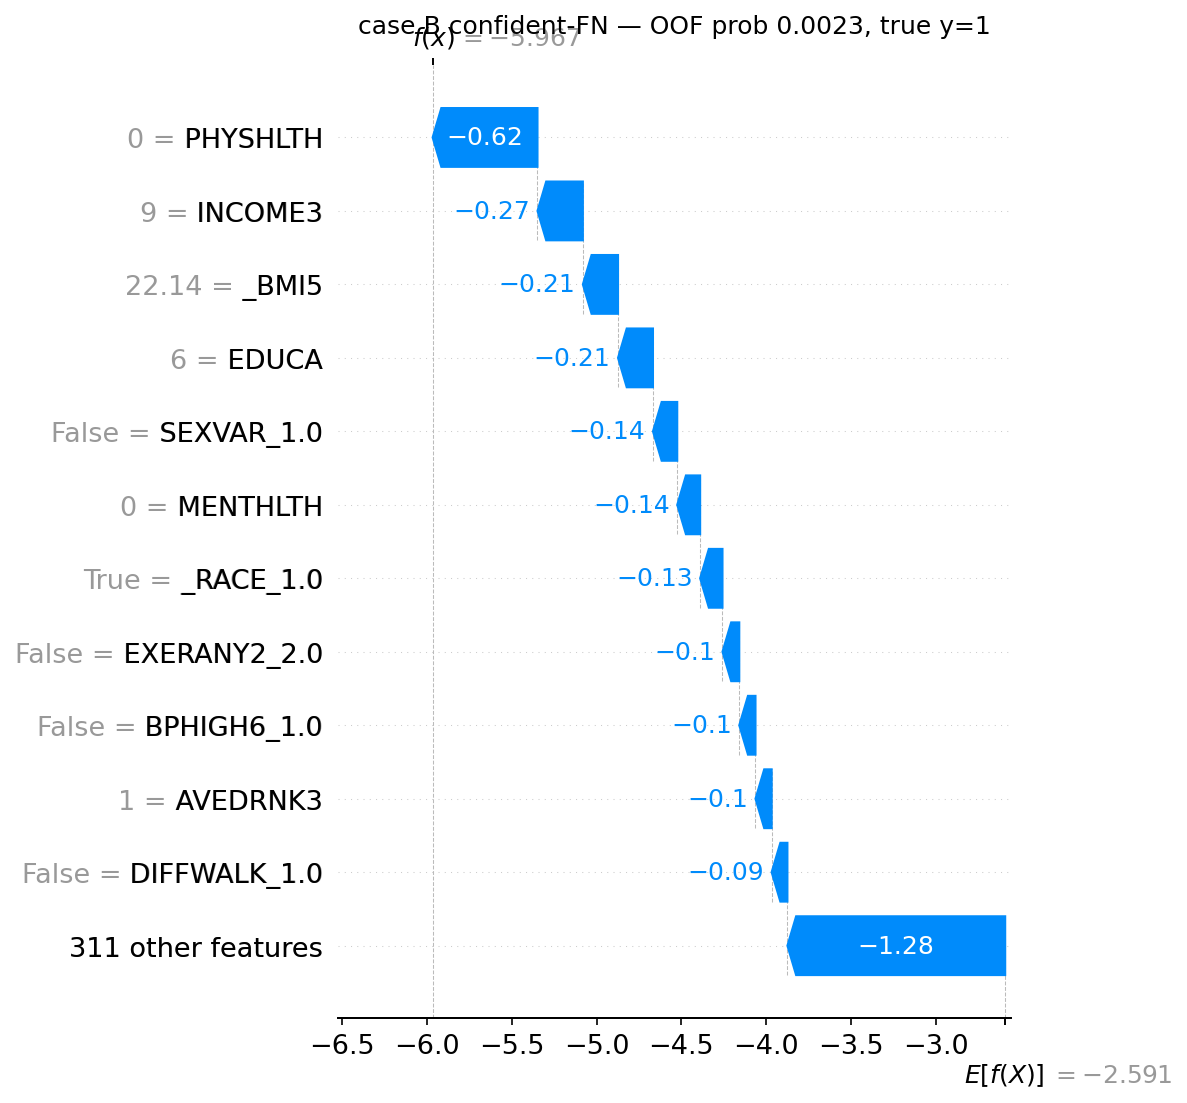 case B confident-FN — OOF prob 0.0023, true y=1
f(x) = −5.967
0 = PHYSHLTH −0.62
9 = INCOME3 −0.27
22.14 = _BMI5 −0.21
6 = EDUCA −0.21
False = SEXVAR_1.0 −0.14
0 = MENTHLTH −0.14
True = _RACE_1.0 −0.13
False = EXERANY2_2.0 −0.1
False = BPHIGH6_1.0 −0.1
1 = AVEDRNK3 −0.1
False = DIFFWALK_1.0 −0.09
311 other features −1.28
−6.5 −6.0 −5.5 −5.0 −4.5 −4.0 −3.5 −3.0
E[f(X)] = −2.591